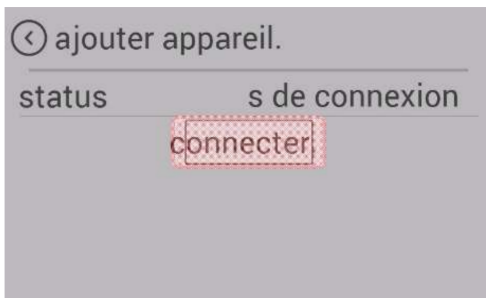 ajouter appareil.
status s de connexion
connecter